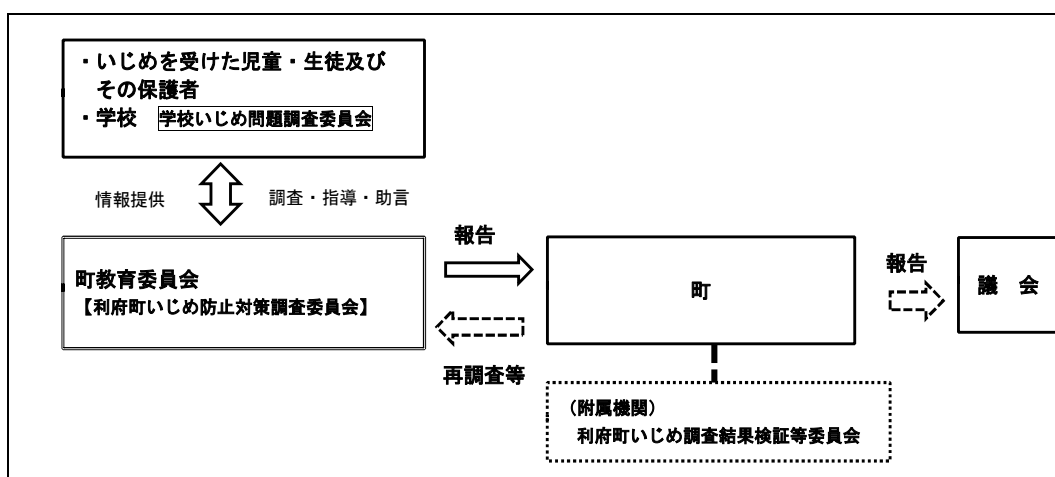 ・いじめを受けた児童・生徒及び
その保護者
・学校　学校いじめ問題調査委員会
情報提供
調査・指導・助言
町教育委員会
【利府町いじめ防止対策調査委員会】
報告
再調査等
町
報告
議　会
（附属機関）
利府町いじめ調査結果検証等委員会